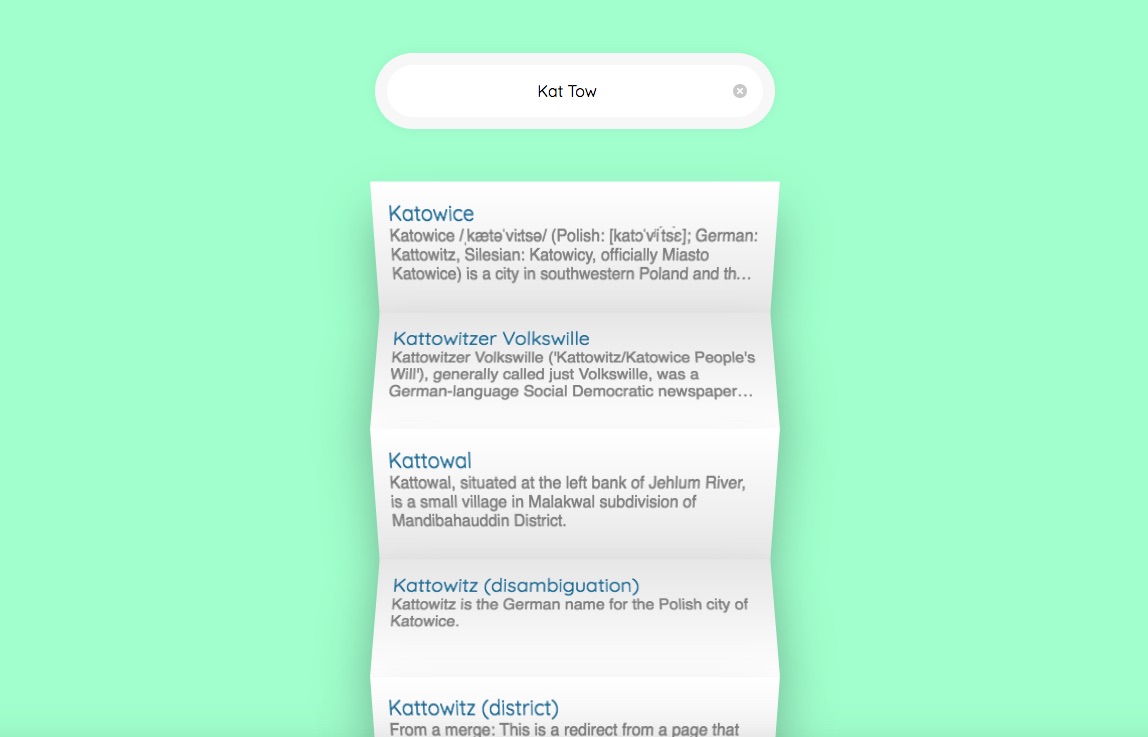 Kat Tow
Katowice
Katowice /ˌkætəˈviːtsə/ (Polish: [katɔˈvʲit͡sɛ]; German:
Kattowitz, Silesian: Katowicy, officially Miasto
Katowice) is a city in southwestern Poland and th…
Kattowitzer Volkswille
Kattowitzer Volkswille ('Kattowitz/Katowice People's
Will'), generally called just Volkswille, was a
German-language Social Democratic newspaper…
Kattowal
Kattowal, situated at the left bank of Jehlum River,
is a small village in Malakwal subdivision of
Mandibahauddin District.
Kattowitz (disambiguation)
Kattowitz is the German name for the Polish city of
Katowice.
Kattowitz (district)
From a merge: This is a redirect from a page that